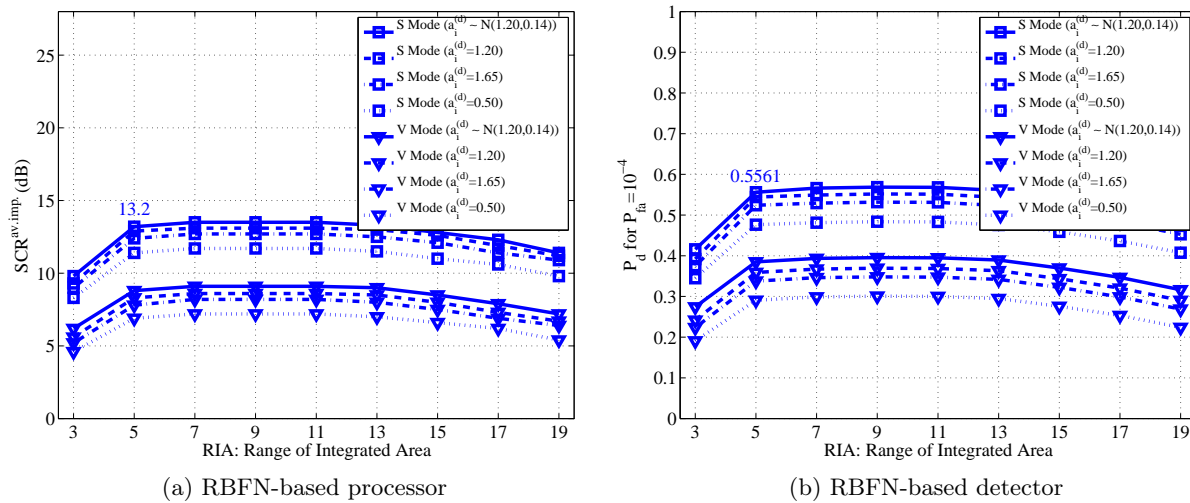 25
20
15
10
5
0
SCR^{av.imp.} (dB)
S Mode (a_i^{(d)} ~ N(1.20,0.14))
S Mode (a_i^{(d)}=1.20)
S Mode (a_i^{(d)}=1.65)
S Mode (a_i^{(d)}=0.50)
V Mode (a_i^{(d)} ~ N(1.20,0.14))
V Mode (a_i^{(d)}=1.20)
V Mode (a_i^{(d)}=1.65)
V Mode (a_i^{(d)}=0.50)
13.2
3 5 7 9 11 13 15 17 19
RIA: Range of Integrated Area
(a) RBFN-based processor
1
0.9
0.8
0.7
0.6
0.5
0.4
0.3
0.2
0.1
0
P_d for P_{fa}=10^{-4}
S Mode (a_i^{(d)} ~ N(1.20,0.14))
S Mode (a_i^{(d)}=1.20)
S Mode (a_i^{(d)}=1.65)
S Mode (a_i^{(d)}=0.50)
V Mode (a_i^{(d)} ~ N(1.20,0.14))
V Mode (a_i^{(d)}=1.20)
V Mode (a_i^{(d)}=1.65)
V Mode (a_i^{(d)}=0.50)
0.5561
3 5 7 9 11 13 15 17 19
RIA: Range of Integrated Area
(b) RBFN-based detector